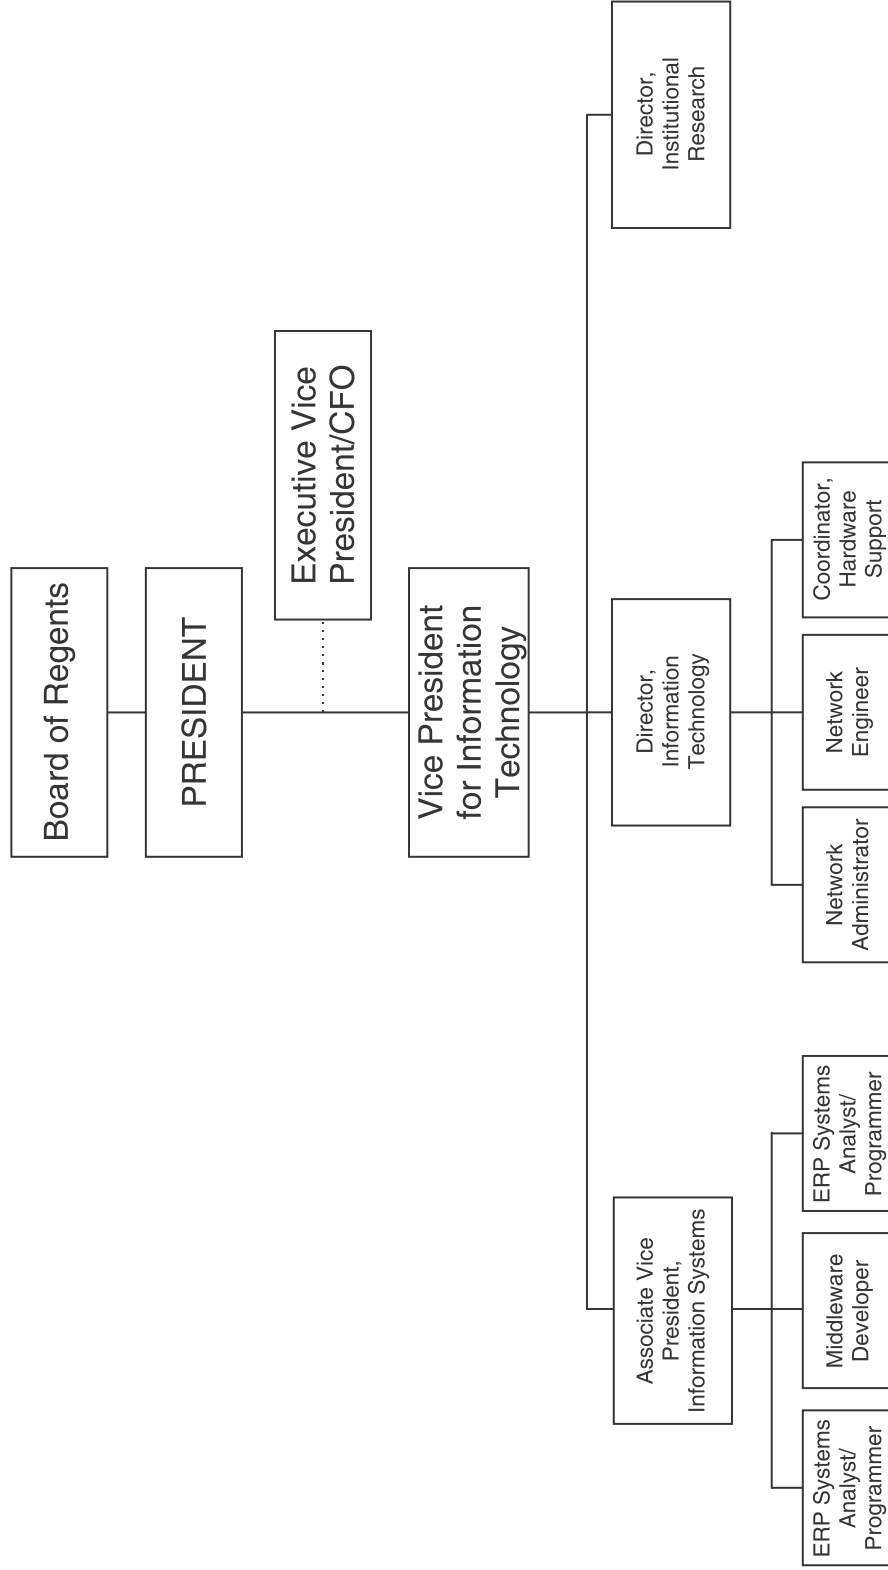 Board of Regents
PRESIDENT
Executive Vice
President/CFO
Vice President
for Information
Technology
Associate Vice
President,
Information Systems
Director,
Information
Technology
Director,
Institutional
Research
ERP Systems
Analyst/
Programmer
Middleware
Developer
ERP Systems
Analyst/
Programmer
Network
Administrator
Network
Engineer
Coordinator,
Hardware
Support